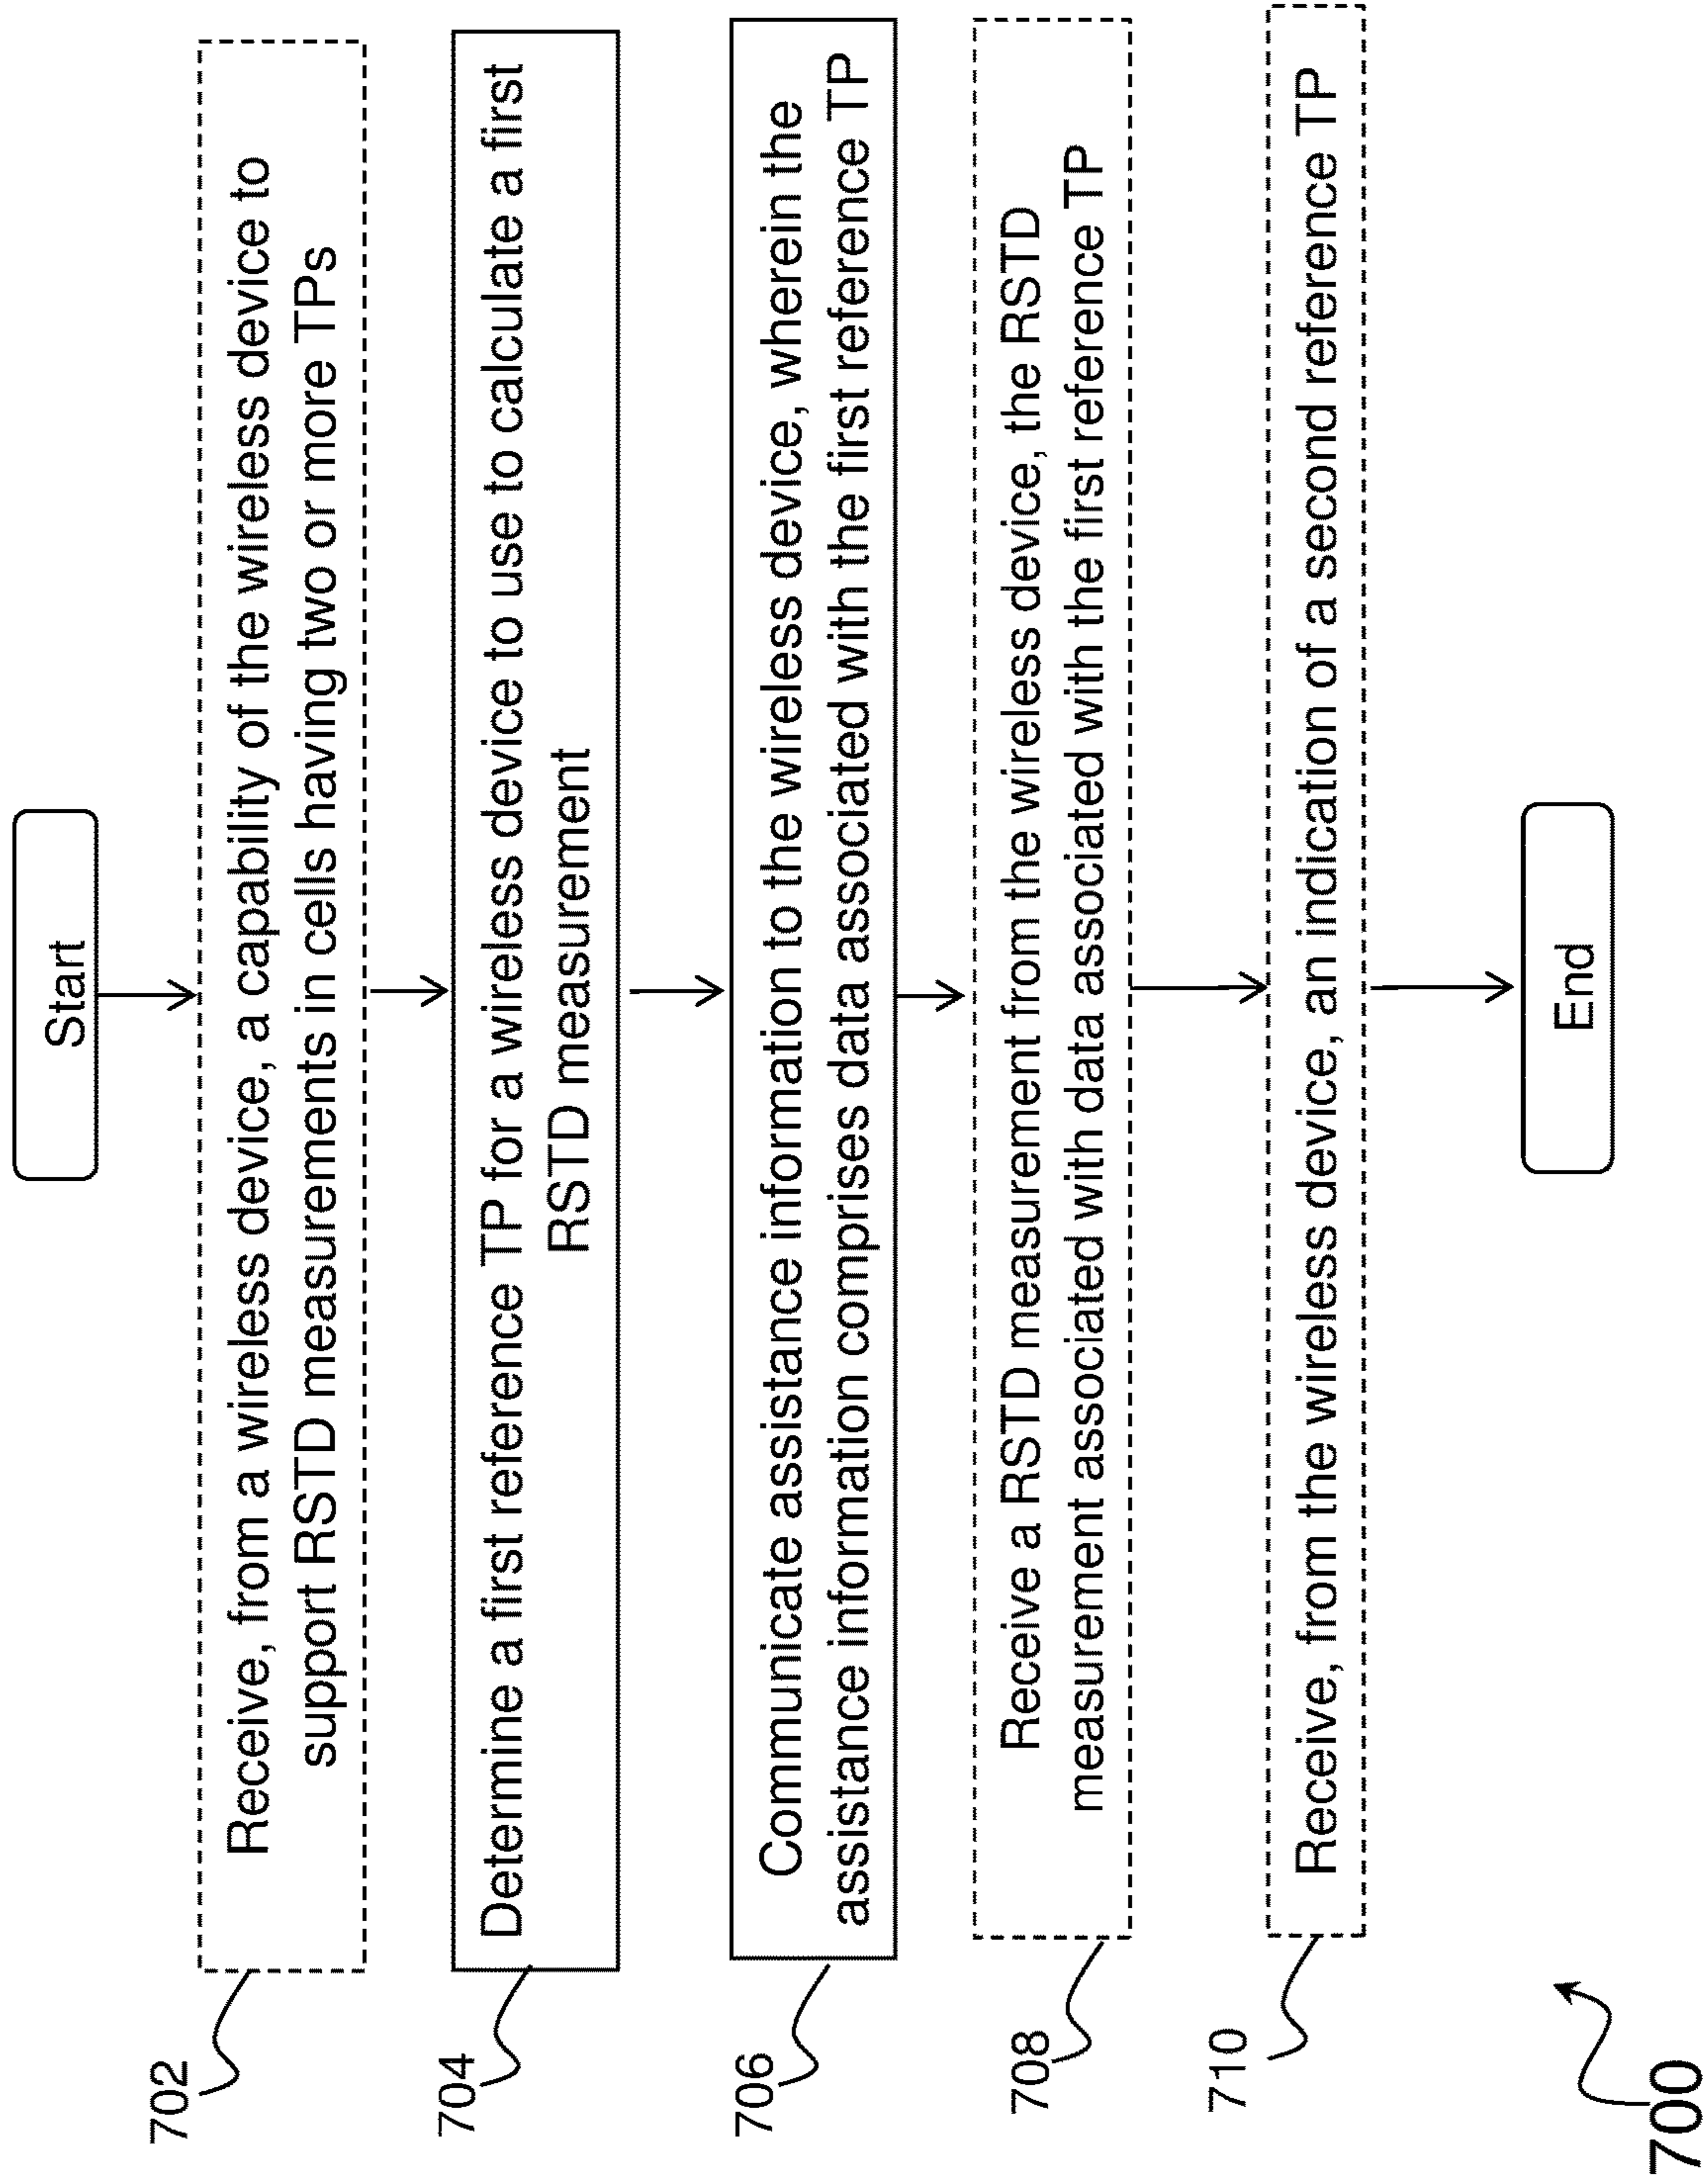 Start
702
Receive, from a wireless device, a capability of the wireless device to
support RSTD measurements in cells having two or more TPs
704
Determine a first reference TP for a wireless device to use to calculate a first
RSTD measurement
706
Communicate assistance information to the wireless device, wherein the
assistance information comprises data associated with the first reference TP
708
Receive a RSTD measurement from the wireless device, the RSTD
measurement associated with data associated with the first reference TP
710
Receive, from the wireless device, an indication of a second reference TP
End
700